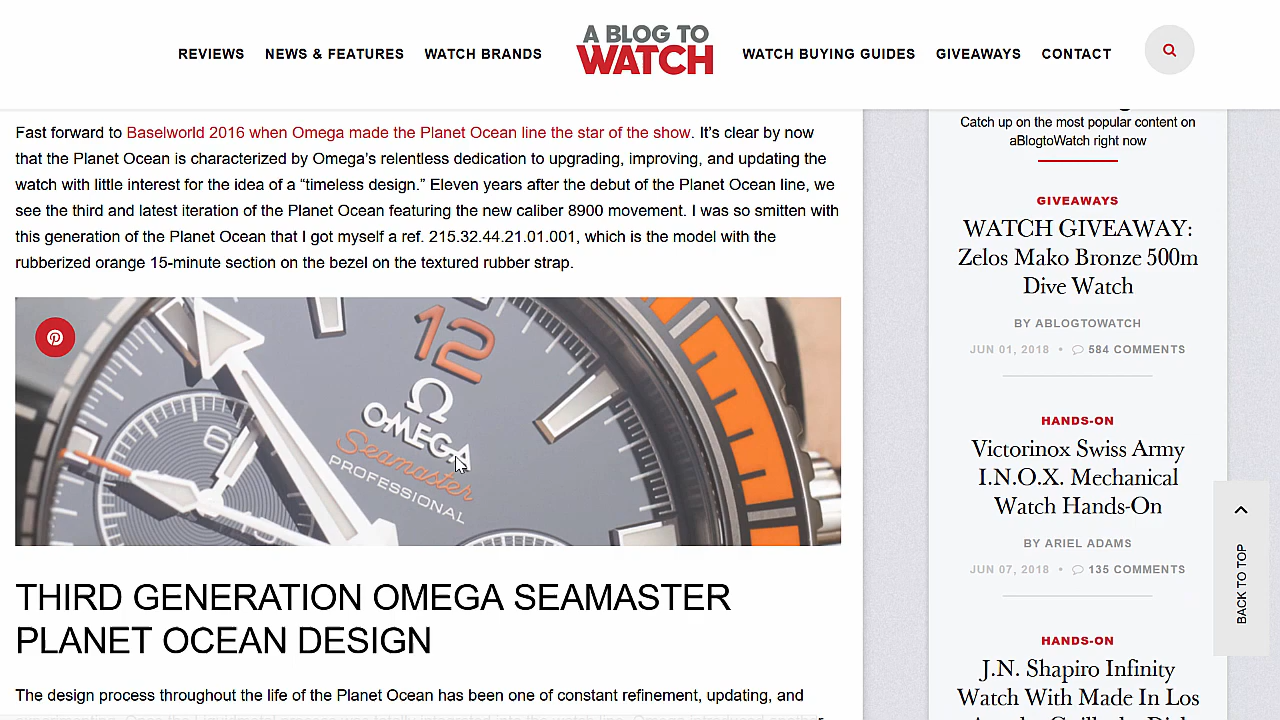 REVIEWS NEWS & FEATURES WATCH BRANDS
A BLOG TO
WATCH
WATCH BUYING GUIDES GIVEAWAYS CONTACT
Fast forward to Baselworld 2016 when Omega made the Planet Ocean line the star of the show. It’s clear by now
that the Planet Ocean is characterized by Omega’s relentless dedication to upgrading, improving, and updating the
watch with little interest for the idea of a “timeless design.” Eleven years after the debut of the Planet Ocean line, we
see the third and latest iteration of the Planet Ocean featuring the new caliber 8900 movement. I was so smitten with
this generation of the Planet Ocean that I got myself a ref. 215.32.44.21.01.001, which is the model with the
rubberized orange 15-minute section on the bezel on the textured rubber strap.
12
6
OMEGA
Seamaster
PROFESSIONAL
THIRD GENERATION OMEGA SEAMASTER
PLANET OCEAN DESIGN
The design process throughout the life of the Planet Ocean has been one of constant refinement, updating, and
Catch up on the most popular content on
aBlogtoWatch right now
GIVEAWAYS
WATCH GIVEAWAY:
Zelos Mako Bronze 500m
Dive Watch
BY ABLOGTOWATCH
JUN 01, 2018 • 584 COMMENTS
HANDS-ON
Victorinox Swiss Army
I.N.O.X. Mechanical
Watch Hands-On
BY ARIEL ADAMS
JUN 07, 2018 • 135 COMMENTS
HANDS-ON
J.N. Shapiro Infinity
Watch With Made In Los
BACK TO TOP